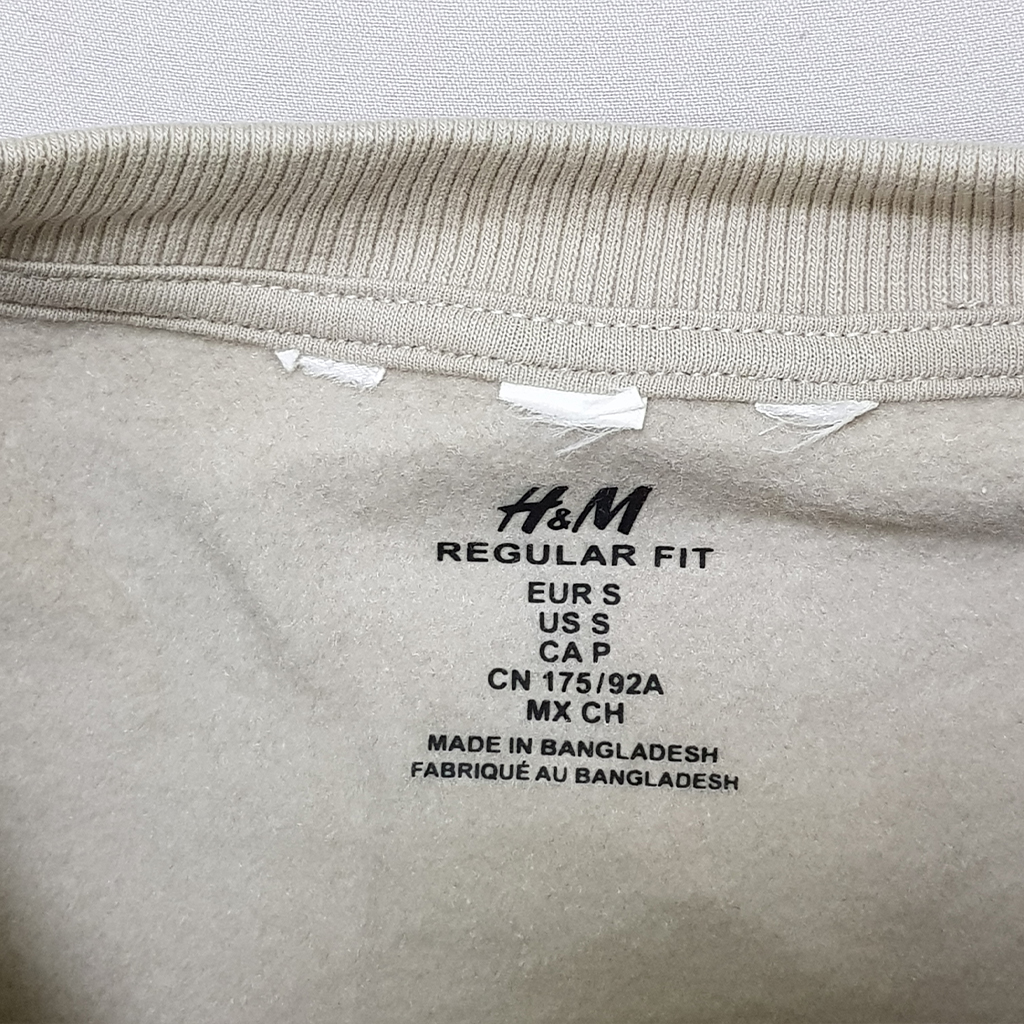 H&M
REGULAR FIT
EUR S
US S
CA P
CN 175/92A
MX CH
MADE IN BANGLADESH
FABRIQUÉ AU BANGLADESH